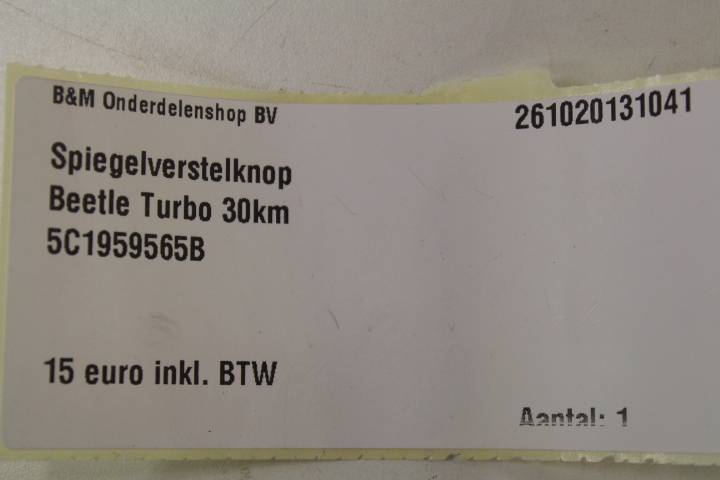 B&M Onderdelenshop BV
261020131041
Spiegelverstelknop
Beetle Turbo 30km
5C1959565B
15 euro inkl. BTW
Aantal: 1